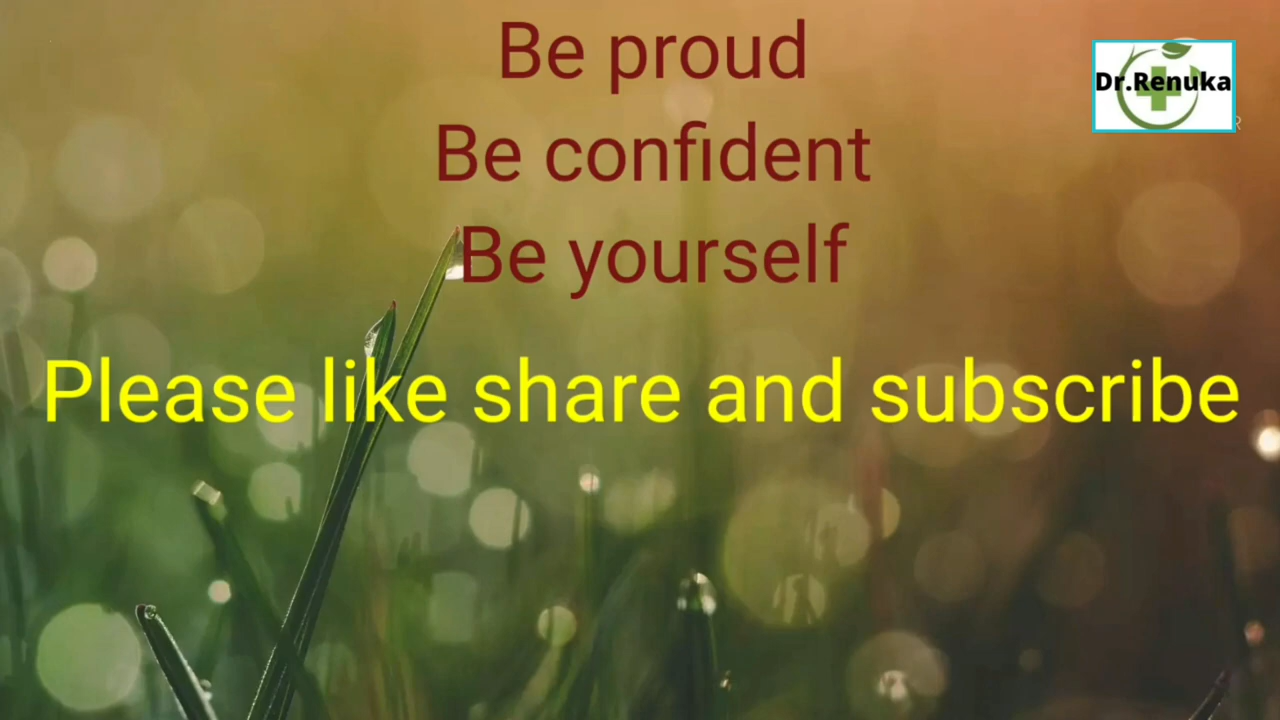 Be proud
Dr.Renuka
Be confident
Be yourself
Please like share and subscribe